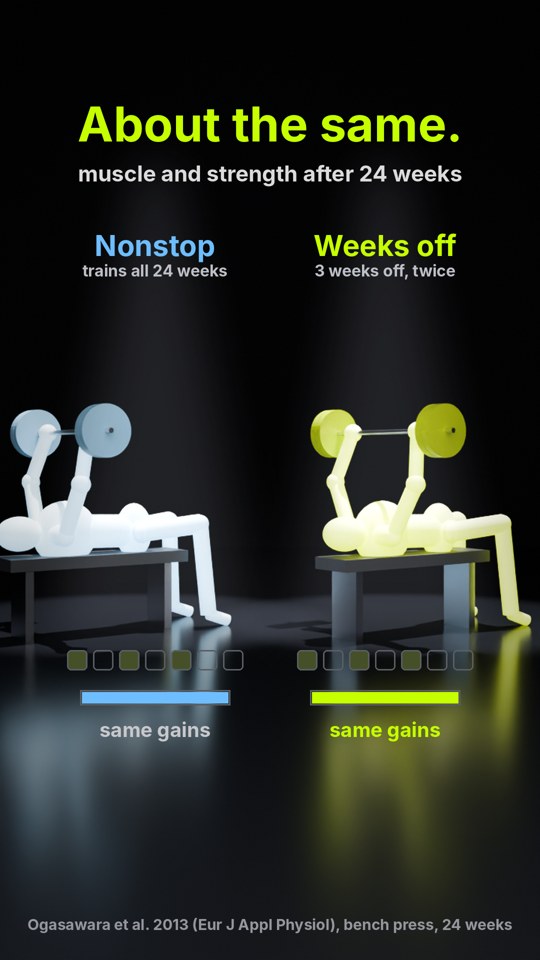 About the same.
muscle and strength after 24 weeks
Nonstop
trains all 24 weeks
Weeks off
3 weeks off, twice
same gains
same gains
Ogasawara et al. 2013 (Eur J Appl Physiol), bench press, 24 weeks